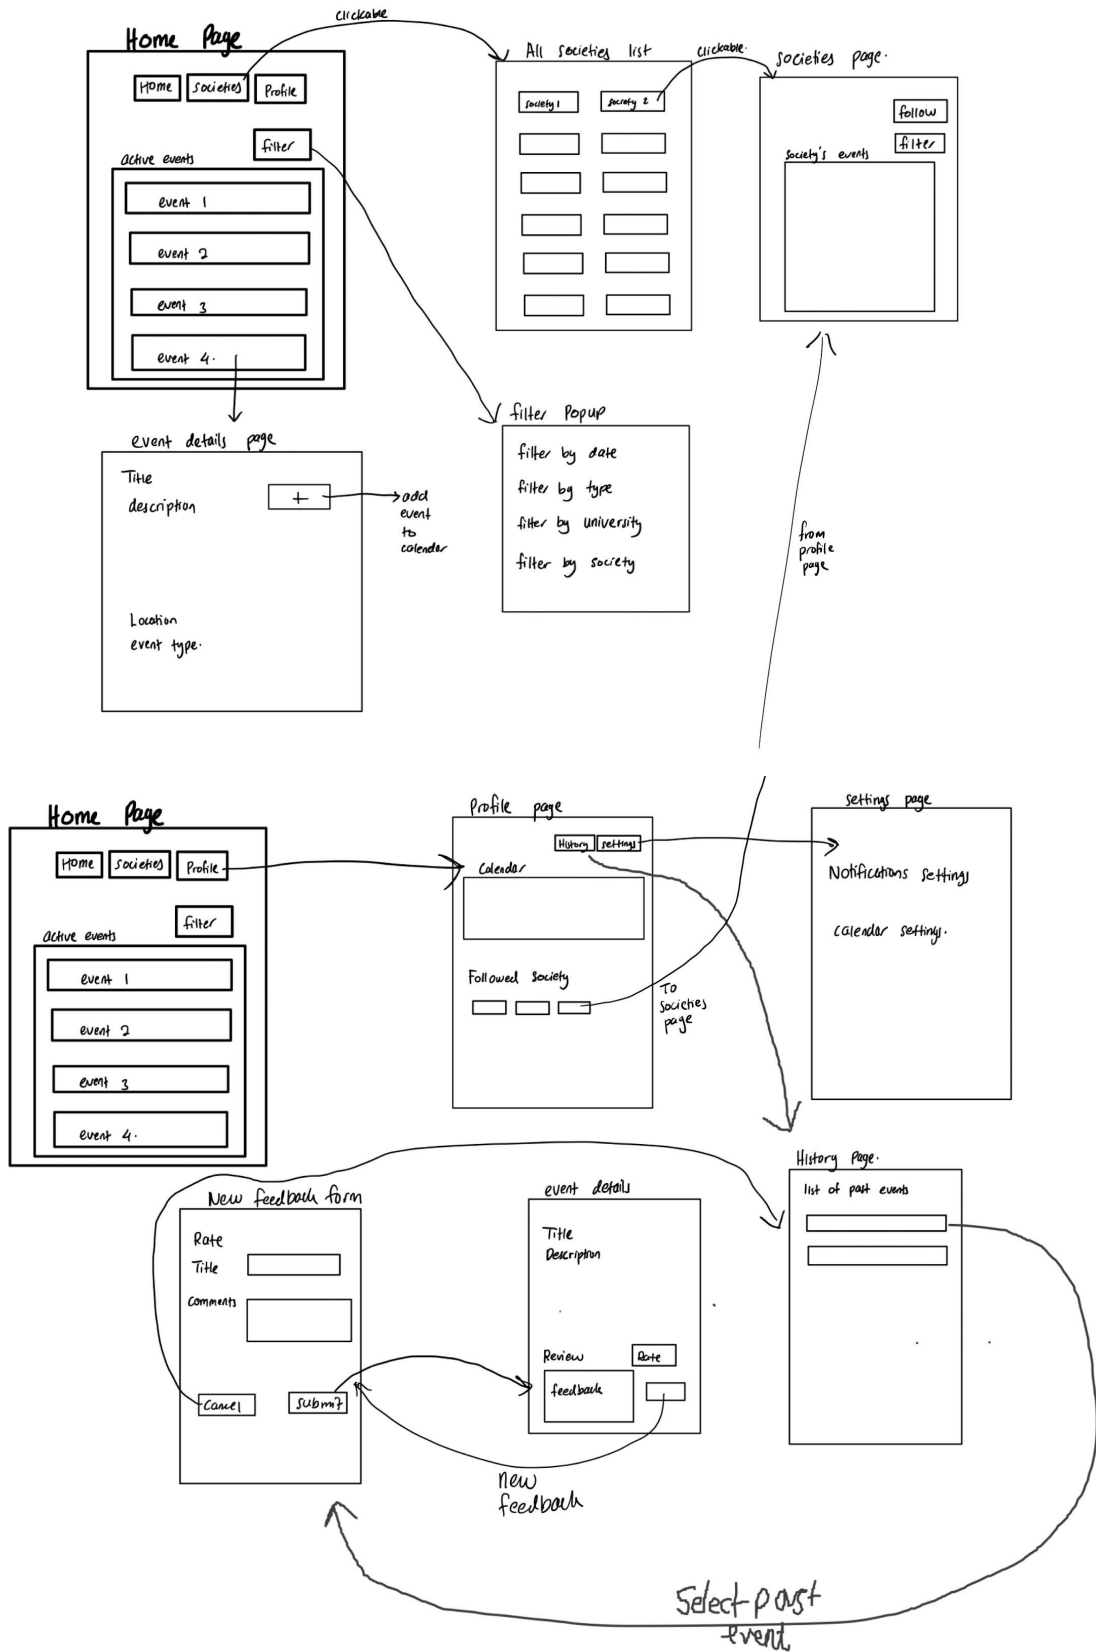 Home Page
clickable
Home
societies
Profile
filter
active events
event 1
event 2
event 3
event 4.
All societies list
clickable.
society 1
society 2
societies page.
follow
filter
society's events
event details page
Title
description
+
add
event
to
calendar
Location
event type.
filter Popup
filter by date
filter by type
filter by university
filter by society
from
profile
page
Home Page
Home
societies
Profile
filter
active events
event 1
event 2
event 3
event 4.
Profile page
History
settings
Calendar
Followed society
To
societies
page
settings page
Notifications settings
calendar settings.
New feedback form
Rate
Title
comments
Cancel
submit
event details
Title
Description
Review
Rate
feedback
new
feedback
History Page.
list of past events
Select past
event